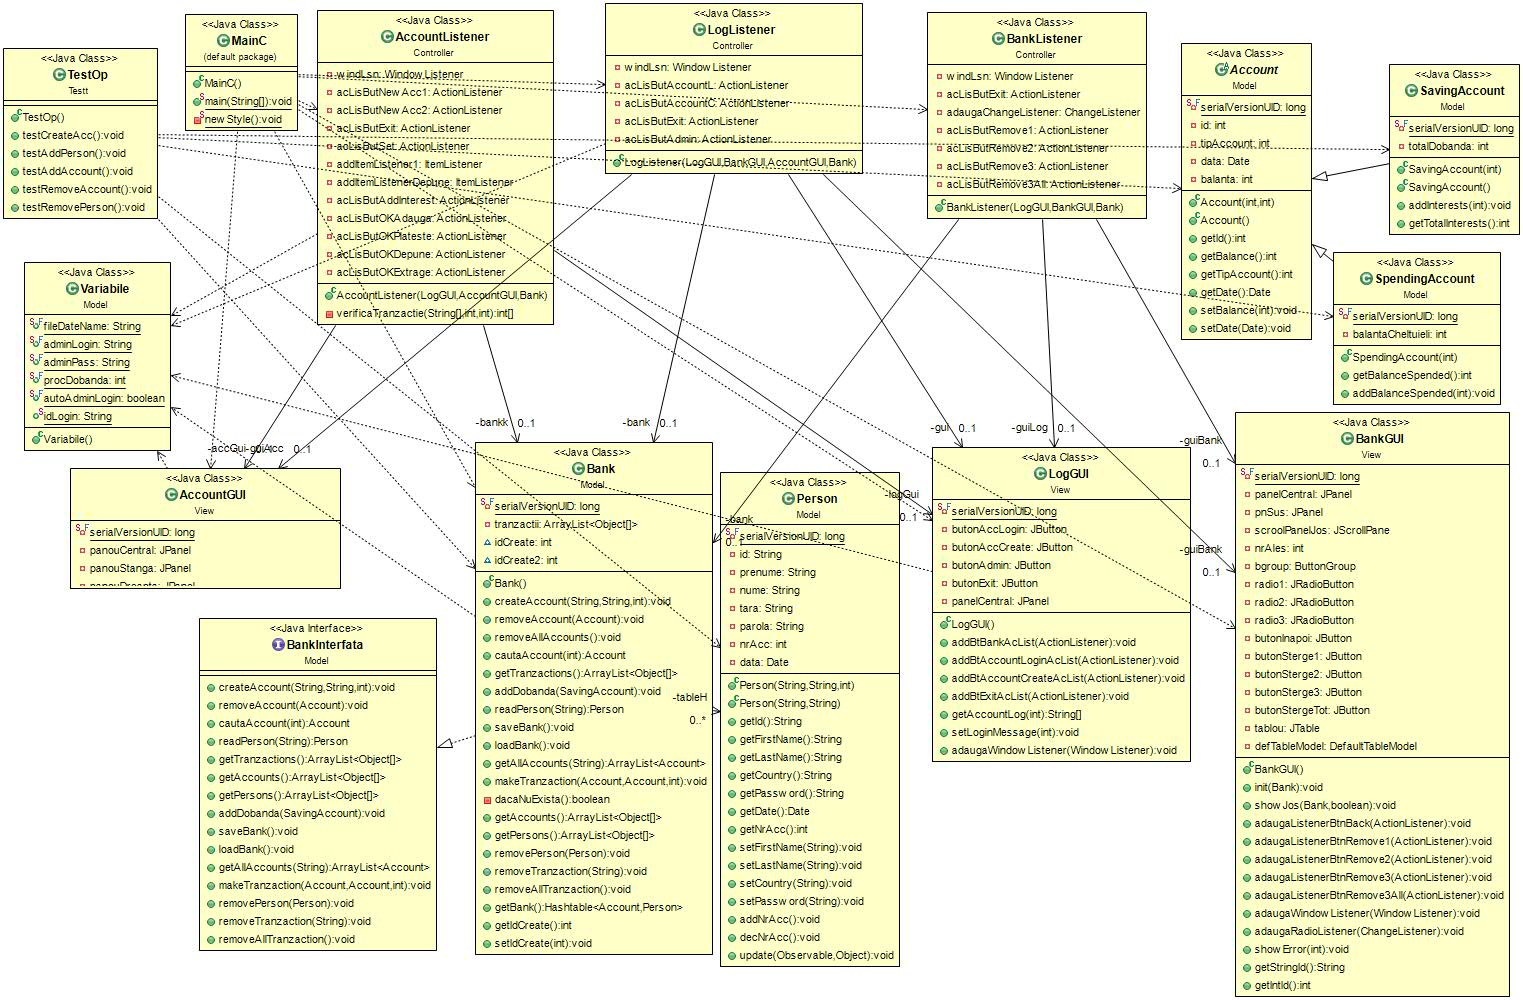 <<Java Class>>
TestOp
Testt
TestOp()
testCreateAcc():void
testAddPerson():void
testAddAccount():void
testRemoveAccount():void
testRemovePerson():void
<<Java Class>>
MainC
(default package)
MainC()
main(String[]):void
newStyle():void
<<Java Class>>
AccountListener
Controller
windLsn: WindowListener
acLisButNewAcc1: ActionListener
acLisButNewAcc2: ActionListener
acLisButExit: ActionListener
acLisButSet: ActionListener
addItemListener1: ItemListener
addItemListenerDepune: ItemListener
acLisButAddInterest: ActionListener
acLisButOKAdauga: ActionListener
acLisButOKPlateste: ActionListener
acLisButOKDepune: ActionListener
acLisButOKExtrage: ActionListener
AccountListener(LogGUI,AccountGUI,Bank)
verificaTranzactie(String[],int,int):int[]
<<Java Class>>
LogListener
Controller
windLsn: WindowListener
acLisButAccountL: ActionListener
acLisButAccountC: ActionListener
acLisButExit: ActionListener
acLisButAdmin: ActionListener
LogListener(LogGUI,BankGUI,AccountGUI,Bank)
<<Java Class>>
BankListener
Controller
windLsn: WindowListener
acLisButExit: ActionListener
adaugaChangeListener: ChangeListener
acLisButRemove1: ActionListener
acLisButRemove2: ActionListener
acLisButRemove3: ActionListener
acLisButRemove3All: ActionListener
BankListener(LogGUI,BankGUI,Bank)
<<Java Class>>
Account
Model
serialVersionUID: long
id: int
tipAccount: int
data: Date
balanta: int
Account(int,int)
Account()
getId():int
getBalance():int
getTipAccount():int
getDate():Date
setBalance(int):void
setDate(Date):void
<<Java Class>>
SavingAccount
Model
serialVersionUID: long
totalDobanda: int
SavingAccount(int)
SavingAccount()
addInterests(int):void
getTotalInterests():int
<<Java Class>>
SpendingAccount
Model
serialVersionUID: long
balantaCheltuieli: int
SpendingAccount(int)
getBalanceSpended():int
addBalanceSpended(int):void
<<Java Class>>
Variabile
Model
fileDateName: String
adminLogin: String
adminPass: String
procDobanda: int
autoAdminLogin: boolean
idLogin: String
Variabile()
-accGui
-guiAcc
0..1
-bankk 0..1
-bank 0..1
-gui 0..1
-guiLog 0..1
-guiBank
0..1
<<Java Class>>
AccountGUI
View
serialVersionUID: long
panouCentral: JPanel
panouStanga: JPanel
panouDreapta: JPanel
<<Java Interface>>
BankInterfata
Model
createAccount(String,String,int):void
removeAccount(Account):void
cautaAccount(int):Account
readPerson(String):Person
getTranzactions():ArrayList<Object[]>
getAccounts():ArrayList<Object[]>
getPersons():ArrayList<Object[]>
addDobanda(SavingAccount):void
saveBank():void
loadBank():void
getAllAccounts(String):ArrayList<Account>
makeTranzaction(Account,Account,int):void
removePerson(Person):void
removeTranzaction(String):void
removeAllTranzaction():void
<<Java Class>>
Bank
Model
serialVersionUID: long
tranzactii: ArrayList<Object[]>
idCreate: int
idCreate2: int
Bank()
createAccount(String,String,int):void
removeAccount(Account):void
removeAllAccounts():void
cautaAccount(int):Account
getTranzactions():ArrayList<Object[]>
addDobanda(SavingAccount):void
readPerson(String):Person
saveBank():void
loadBank():void
getAllAccounts(String):ArrayList<Account>
makeTranzaction(Account,Account,int):void
dacaNuExista():boolean
getAccounts():ArrayList<Object[]>
getPersons():ArrayList<Object[]>
removePerson(Person):void
removeTranzaction(String):void
removeAllTranzaction():void
getBank():Hashtable<Account,Person>
getIdCreate():int
setIdCreate(int):void
-tableH
0..*
<<Java Class>>
Person
Model
-bank
0..1
serialVersionUID: long
id: String
prenume: String
nume: String
tara: String
parola: String
nrAcc: int
data: Date
Person(String,String,int)
Person(String,String)
getId():String
getFirstName():String
getLastName():String
getCountry():String
getPassword():String
getDate():Date
getNrAcc():int
setFirstName(String):void
setLastName(String):void
setCountry(String):void
setPassword(String):void
addNrAcc():void
decNrAcc():void
update(Observable,Object):void
-logGui
0..1
<<Java Class>>
LogGUI
View
serialVersionUID: long
butonAccLogin: JButton
butonAccCreate: JButton
butonAdmin: JButton
butonExit: JButton
panelCentral: JPanel
LogGUI()
addBtBankAcList(ActionListener):void
addBtAccountLoginAcList(ActionListener):void
addBtAccountCreateAcList(ActionListener):void
addBtExitAcList(ActionListener):void
getAccountLog(int):String[]
setLoginMessage(int):void
adaugaWindowListener(WindowListener):void
-guiBank
0..1
<<Java Class>>
BankGUI
View
serialVersionUID: long
panelCentral: JPanel
pnSus: JPanel
scroolPanelJos: JScrollPane
nrAles: int
bgroup: ButtonGroup
radio1: JRadioButton
radio2: JRadioButton
radio3: JRadioButton
butonInapoi: JButton
butonSterge1: JButton
butonSterge2: JButton
butonSterge3: JButton
butonStergeTot: JButton
tablou: JTable
defTableModel: DefaultTableModel
BankGUI()
init(Bank):void
showJos(Bank,boolean):void
adaugaListenerBtnBack(ActionListener):void
adaugaListenerBtnRemove1(ActionListener):void
adaugaListenerBtnRemove2(ActionListener):void
adaugaListenerBtnRemove3(ActionListener):void
adaugaListenerBtnRemove3All(ActionListener):void
adaugaWindowListener(WindowListener):void
adaugaRadioListener(ChangeListener):void
showError(int):void
getStringId():String
getIntId():int